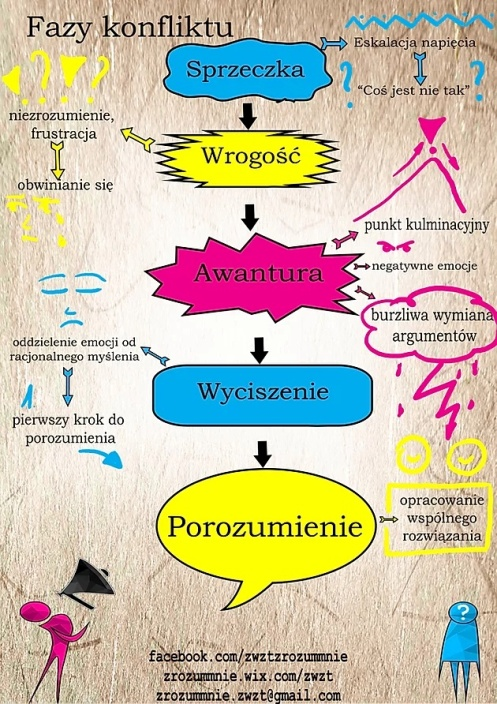 Fazy konfliktu
Sprzeczka
Eskalacja napięcia
"Coś jest nie tak"
?
?
? ?
niezrozumienie,
frustracja
obwinianie się
Wrogość
punkt kulminacyjny
Awantura
negatywne emocje
burzliwa wymiana
argumentów
oddzielenie emocji od
racjonalnego myślenia
Wyciszenie
1.
pierwszy krok do
porozumienia
Porozumienie
opracowanie
wspólnego
rozwiązania
?
facebook.com/zwztzrozummnie
zrozummnie.wix.com/zwzt
zrozummnie.zwzt@gmail.com